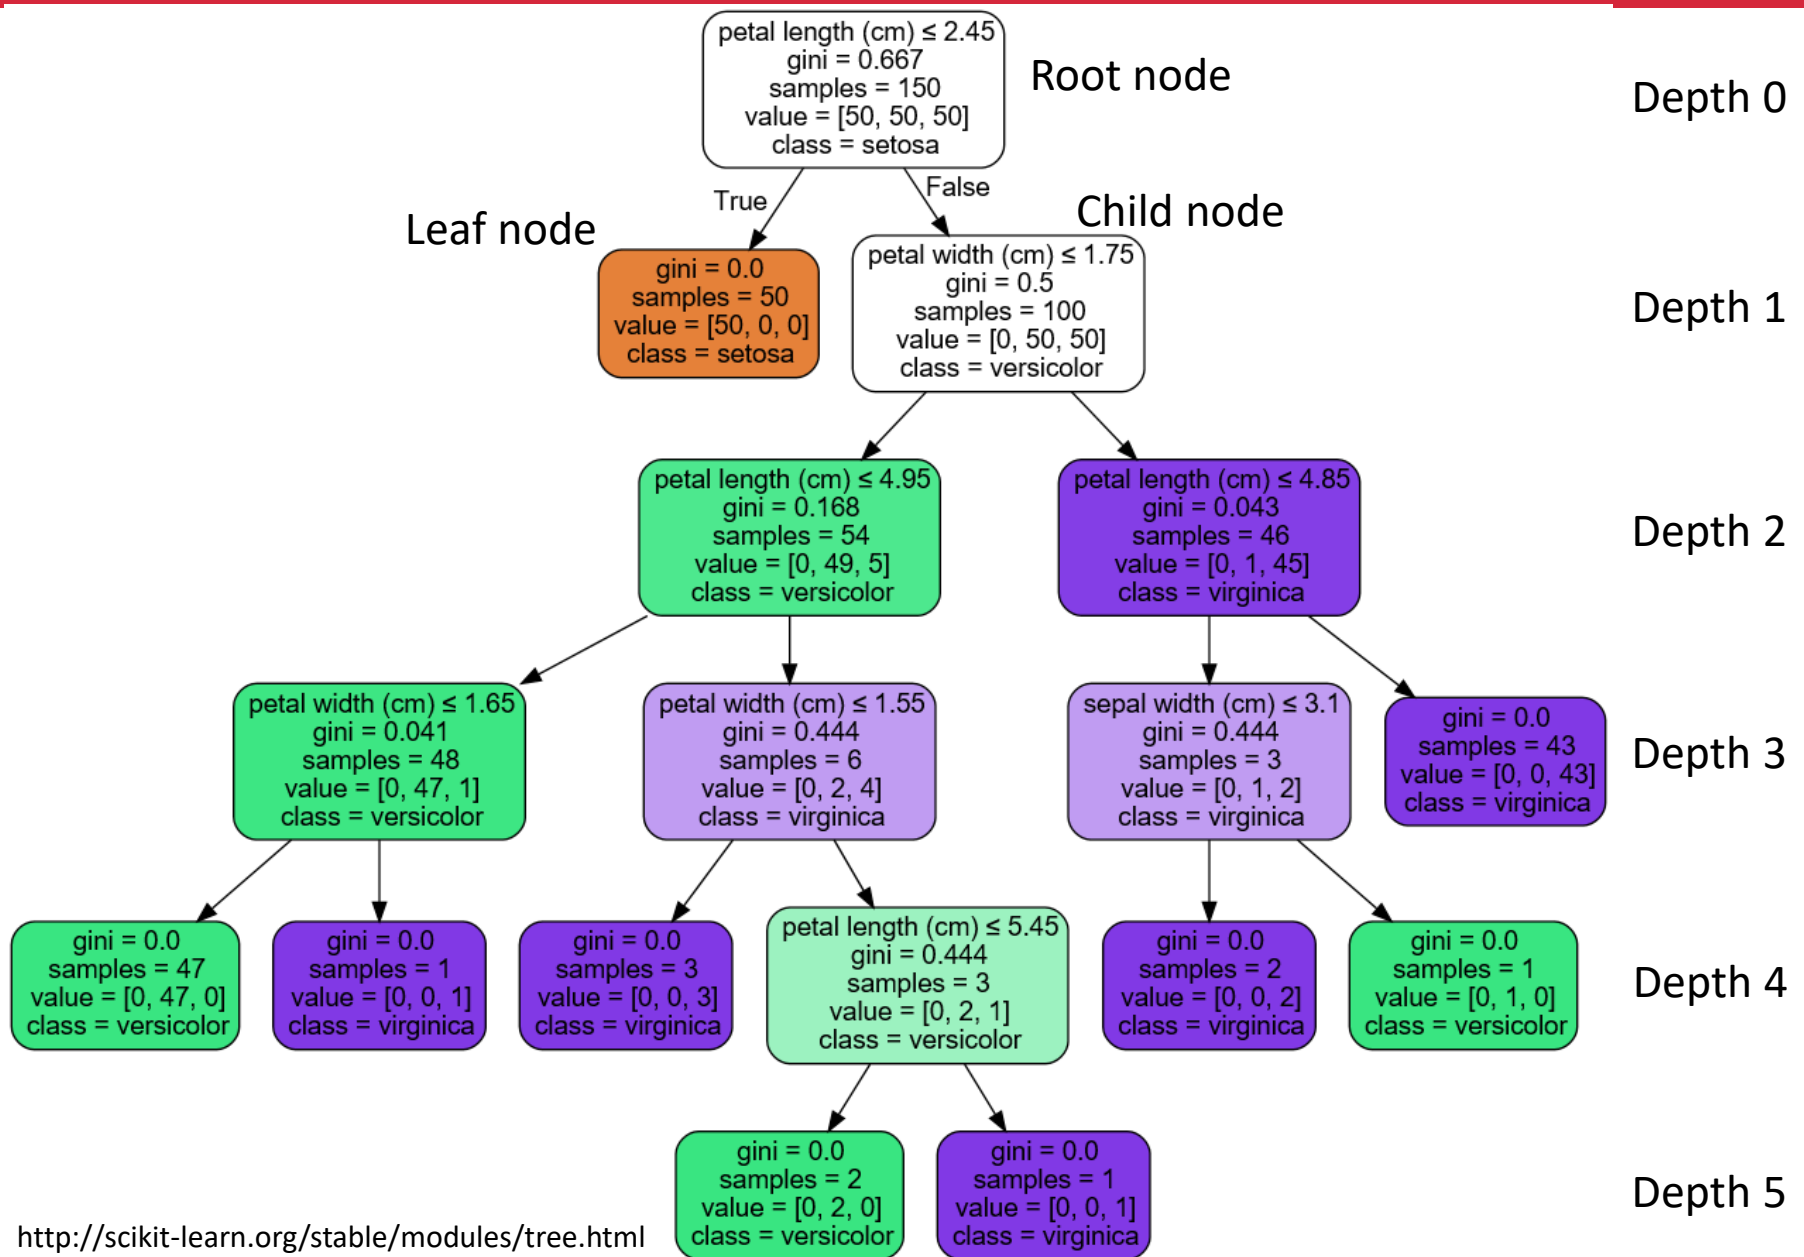 petal length (cm) ≤ 2.45
gini = 0.667
samples = 150
value = [50, 50, 50]
class = setosa
Root node
Depth 0
True
False
Leaf node
Child node
gini = 0.0
samples = 50
value = [50, 0, 0]
class = setosa
petal width (cm) ≤ 1.75
gini = 0.5
samples = 100
value = [0, 50, 50]
class = versicolor
Depth 1
petal length (cm) ≤ 4.95
gini = 0.168
samples = 54
value = [0, 49, 5]
class = versicolor
petal length (cm) ≤ 4.85
gini = 0.043
samples = 46
value = [0, 1, 45]
class = virginica
Depth 2
petal width (cm) ≤ 1.65
gini = 0.041
samples = 48
value = [0, 47, 1]
class = versicolor
petal width (cm) ≤ 1.55
gini = 0.444
samples = 6
value = [0, 2, 4]
class = virginica
sepal width (cm) ≤ 3.1
gini = 0.444
samples = 3
value = [0, 1, 2]
class = virginica
gini = 0.0
samples = 43
value = [0, 0, 43]
class = virginica
Depth 3
gini = 0.0
samples = 47
value = [0, 47, 0]
class = versicolor
gini = 0.0
samples = 1
value = [0, 0, 1]
class = virginica
gini = 0.0
samples = 3
value = [0, 0, 3]
class = virginica
petal length (cm) ≤ 5.45
gini = 0.444
samples = 3
value = [0, 2, 1]
class = versicolor
gini = 0.0
samples = 2
value = [0, 0, 2]
class = virginica
gini = 0.0
samples = 1
value = [0, 1, 0]
class = versicolor
Depth 4
gini = 0.0
samples = 2
value = [0, 2, 0]
class = versicolor
gini = 0.0
samples = 1
value = [0, 0, 1]
class = virginica
Depth 5
http://scikit-learn.org/stable/modules/tree.html